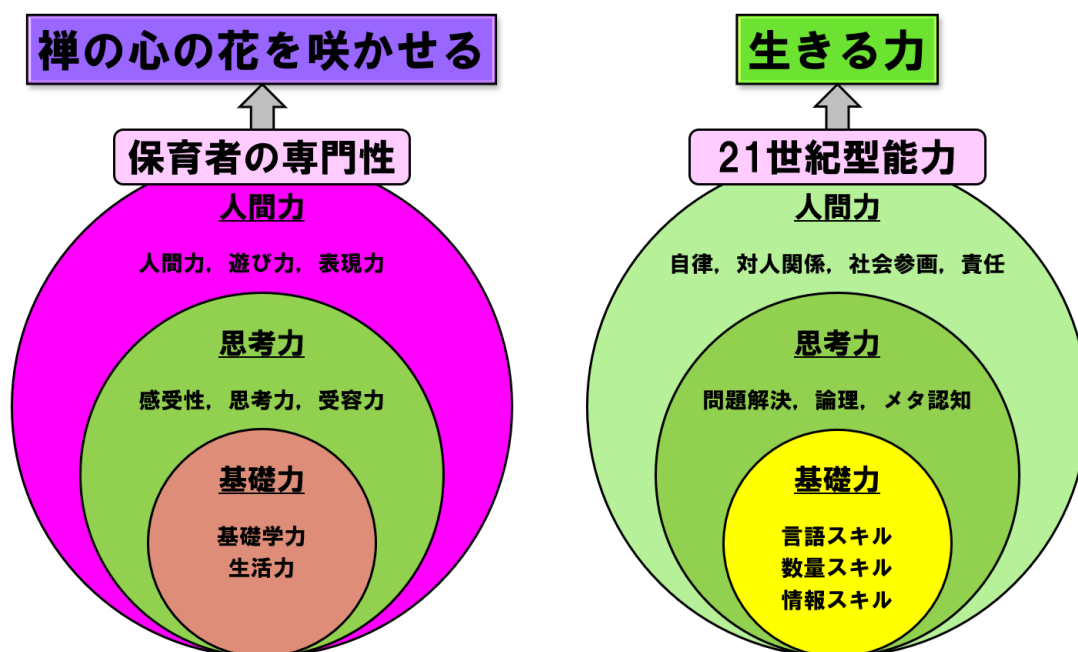 禅の心の花を咲かせる
保育者の専門性
人間力
人間力，遊び力，表現力
思考力
感受性，思考力，受容力
基礎力
基礎学力
生活力
生きる力
21世紀型能力
人間力
自律，対人関係，社会参画，責任
思考力
問題解決，論理，メタ認知
基礎力
言語スキル
数量スキル
情報スキル